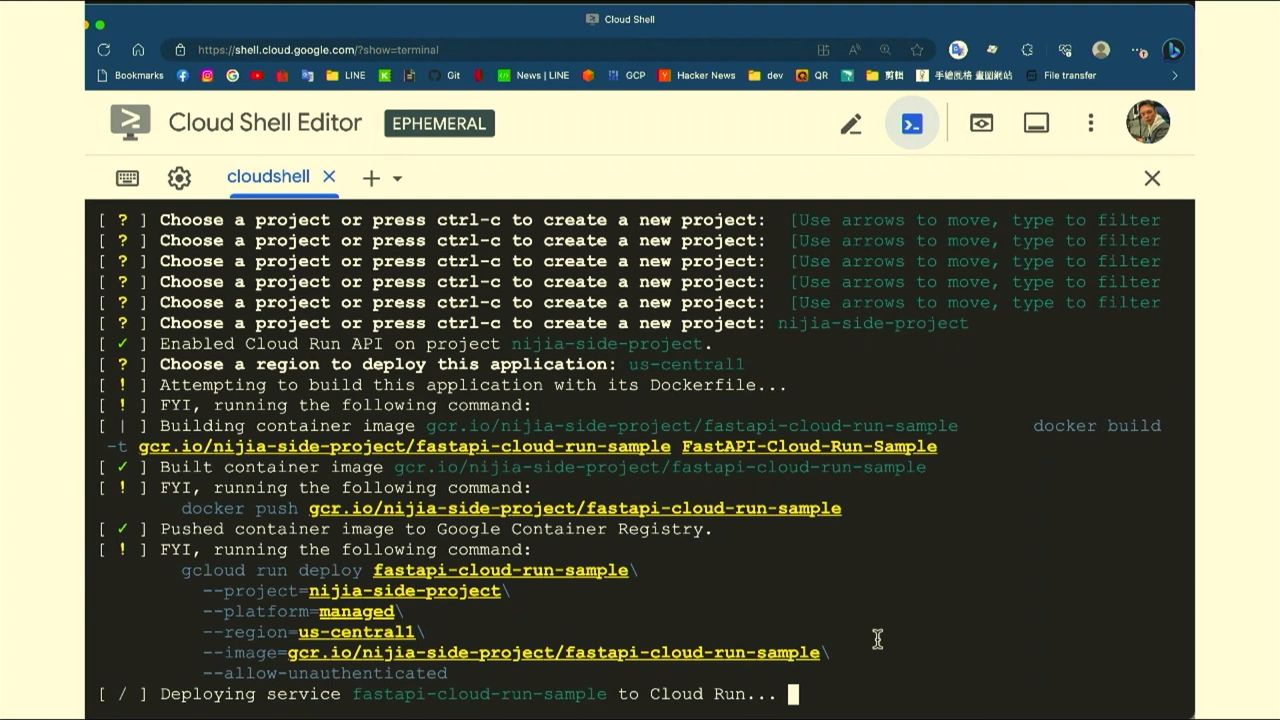 Cloud Shell
https://shell.cloud.google.com/?show=terminal
Bookmarks LINE Git News | LINE GCP Hacker News dev QR 剪輯 手繪風格 畫圖網站 File transfer
Cloud Shell Editor EPHEMERAL
cloudshell
[ ? ] Choose a project or press ctrl-c to create a new project: [Use arrows to move, type to filter
[ ? ] Choose a project or press ctrl-c to create a new project: [Use arrows to move, type to filter
[ ? ] Choose a project or press ctrl-c to create a new project: [Use arrows to move, type to filter
[ ? ] Choose a project or press ctrl-c to create a new project: [Use arrows to move, type to filter
[ ? ] Choose a project or press ctrl-c to create a new project: [Use arrows to move, type to filter
[ ? ] Choose a project or press ctrl-c to create a new project: nijia-side-project
[ ✓ ] Enabled Cloud Run API on project nijia-side-project.
[ ? ] Choose a region to deploy this application: us-central1
[ ! ] Attempting to build this application with its Dockerfile...
[ ! ] FYI, running the following command:
[ | ] Building container image gcr.io/nijia-side-project/fastapi-cloud-run-sample docker build
-t gcr.io/nijia-side-project/fastapi-cloud-run-sample FastAPI-Cloud-Run-Sample
[ ✓ ] Built container image gcr.io/nijia-side-project/fastapi-cloud-run-sample
[ ! ] FYI, running the following command:
docker push gcr.io/nijia-side-project/fastapi-cloud-run-sample
[ ✓ ] Pushed container image to Google Container Registry.
[ ! ] FYI, running the following command:
gcloud run deploy fastapi-cloud-run-sample\
--project=nijia-side-project\
--platform=managed\
--region=us-central1\
--image=gcr.io/nijia-side-project/fastapi-cloud-run-sample\
--allow-unauthenticated
[ / ] Deploying service fastapi-cloud-run-sample to Cloud Run...